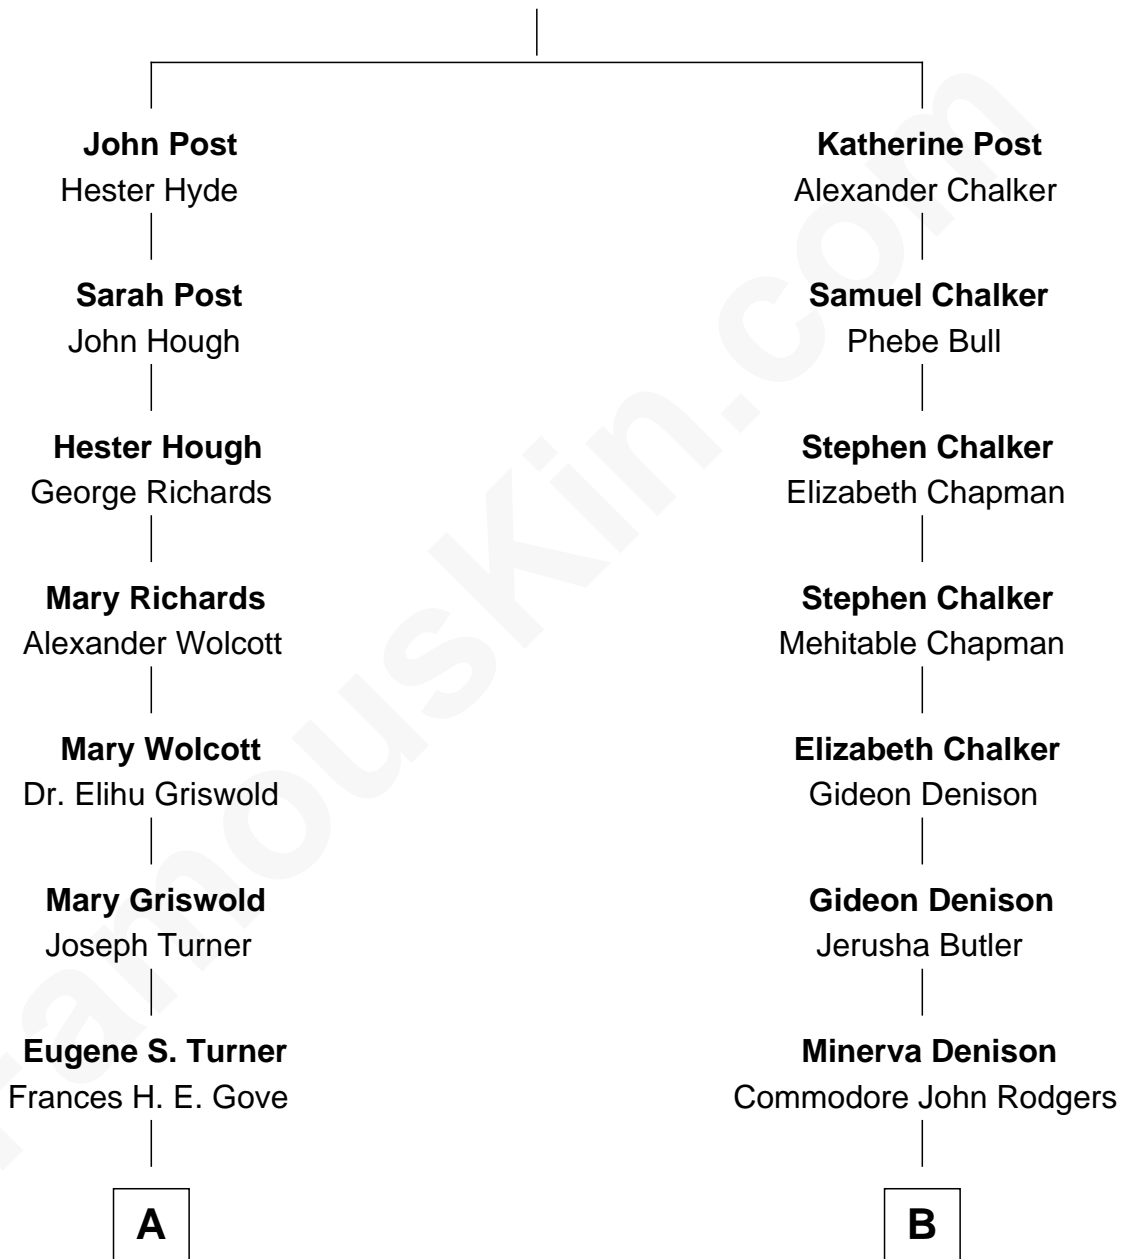 John Post
Hester Hyde
Sarah Post
John Hough
Hester Hough
George Richards
Mary Richards
Alexander Wolcott
Mary Wolcott
Dr. Elihu Griswold
Mary Griswold
Joseph Turner
Eugene S. Turner
Frances H. E. Gove
A
Katherine Post
Alexander Chalker
Samuel Chalker
Phebe Bull
Stephen Chalker
Elizabeth Chapman
Stephen Chalker
Mehitable Chapman
Elizabeth Chalker
Gideon Denison
Gideon Denison
Jerusha Butler
Minerva Denison
Commodore John Rodgers
B
FamousKin.com